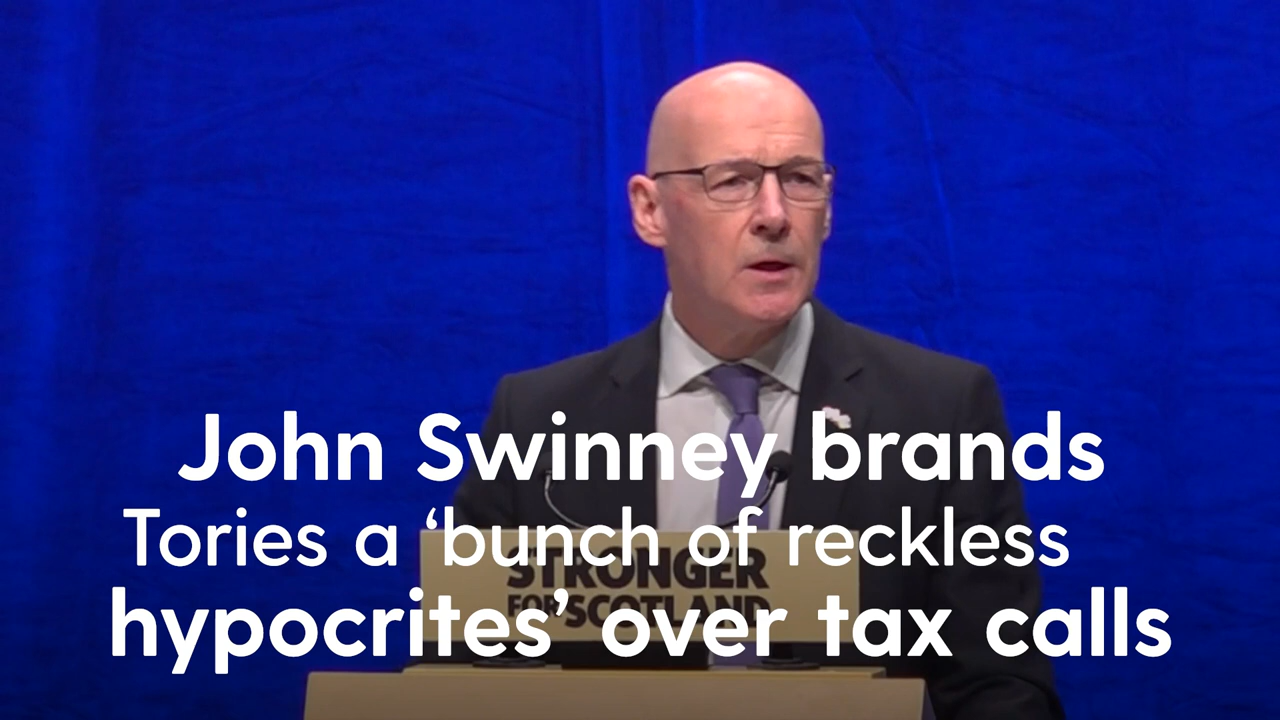 John Swinney brands
Tories a ‘bunch of reckless
STRONGER
hypocrites’ over tax calls
FOR SCOTLAND